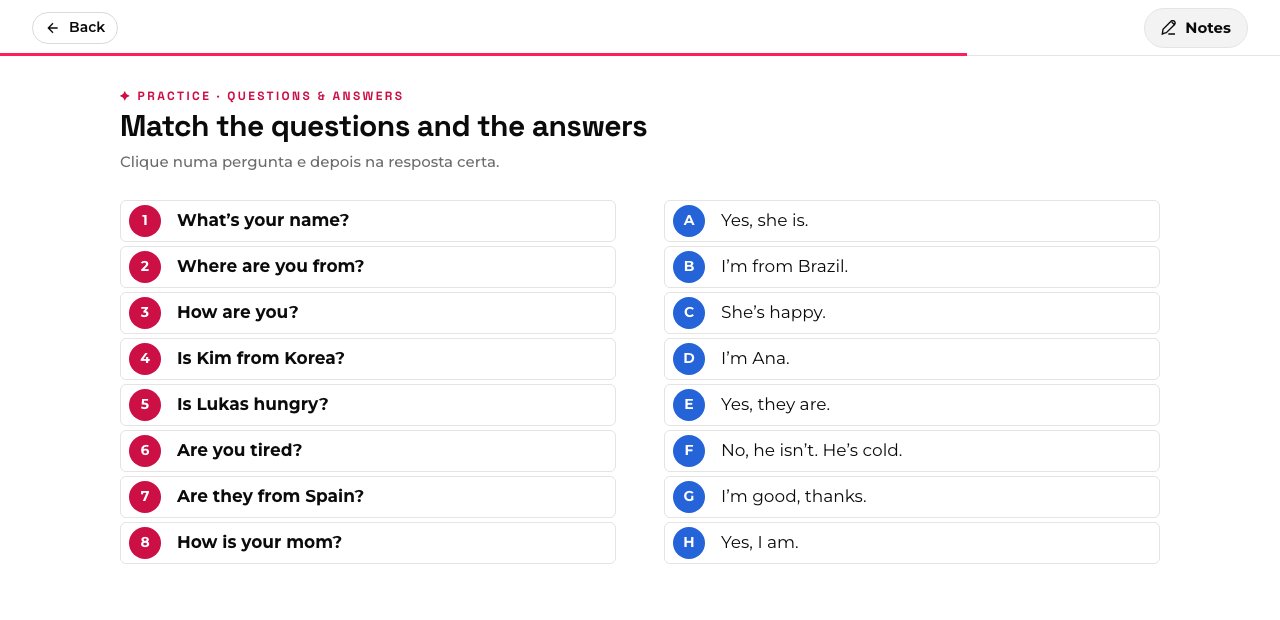 Back
Notes
PRACTICE · QUESTIONS & ANSWERS
Match the questions and the answers
Clique numa pergunta e depois na resposta certa.
1 What’s your name?
A Yes, she is.
2 Where are you from?
B I’m from Brazil.
3 How are you?
C She’s happy.
4 Is Kim from Korea?
D I’m Ana.
5 Is Lukas hungry?
E Yes, they are.
6 Are you tired?
F No, he isn’t. He’s cold.
7 Are they from Spain?
G I’m good, thanks.
8 How is your mom?
H Yes, I am.